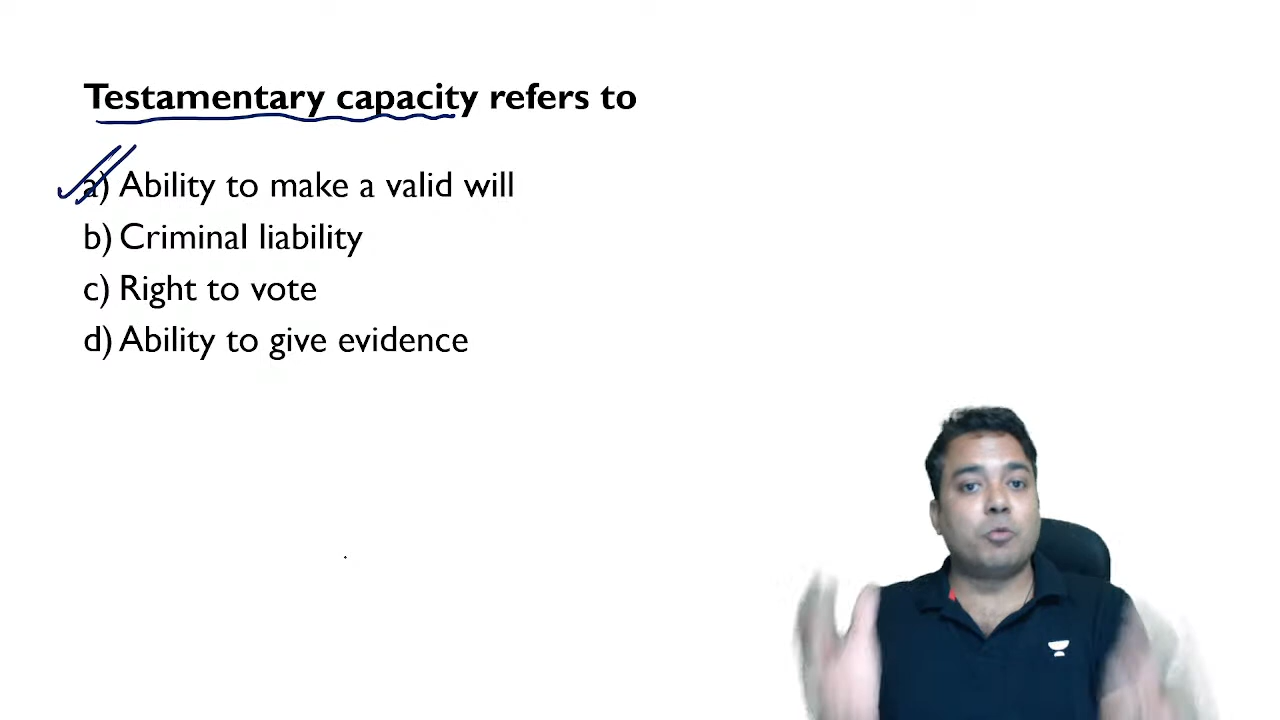 Testamentary capacity refers to
a) Ability to make a valid will
b) Criminal liability
c) Right to vote
d) Ability to give evidence